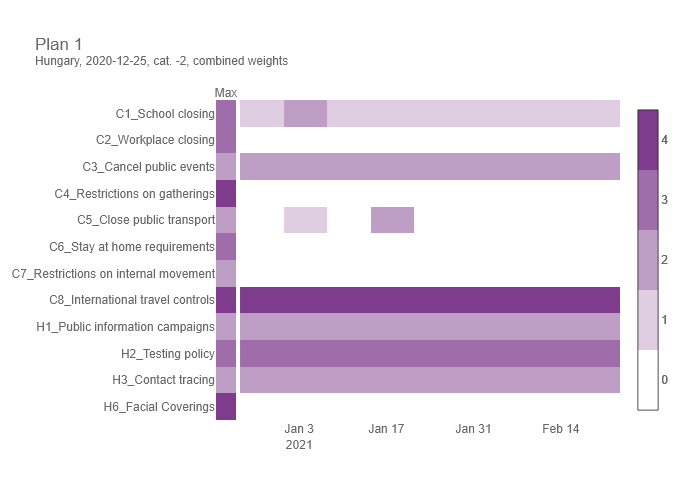 Plan 1
Hungary, 2020-12-25, cat. -2, combined weights
Max
C1_School closing
C2_Workplace closing
C3_Cancel public events
C4_Restrictions on gatherings
C5_Close public transport
C6_Stay at home requirements
C7_Restrictions on internal movement
C8_International travel controls
H1_Public information campaigns
H2_Testing policy
H3_Contact tracing
H6_Facial Coverings
4
3
2
1
0
Jan 3 Jan 17 Jan 31 Feb 14
2021